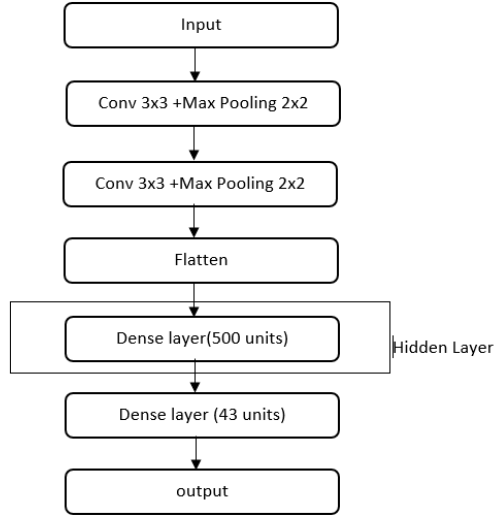 Input
Conv 3x3 +Max Pooling 2x2
Conv 3x3 +Max Pooling 2x2
Flatten
Dense layer(500 units)
Hidden Layer
Dense layer (43 units)
output